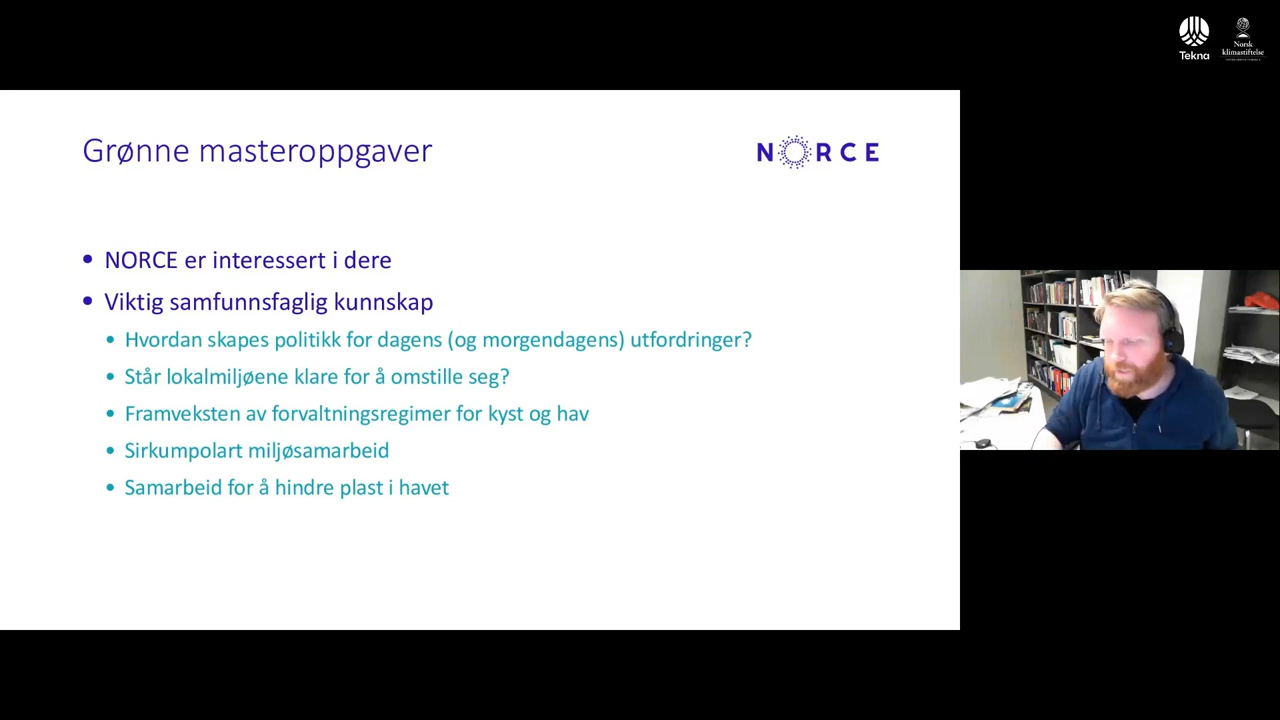 Tekna
Norsk
klimastiftelse
Grønne masteroppgaver
NORCE
• NORCE er interessert i dere
• Viktig samfunnsfaglig kunnskap
• Hvordan skapes politikk for dagens (og morgendagens) utfordringer?
• Står lokalmiljøene klare for å omstille seg?
• Framveksten av forvaltningsregimer for kyst og hav
• Sirkumpolart miljøsamarbeid
• Samarbeid for å hindre plast i havet